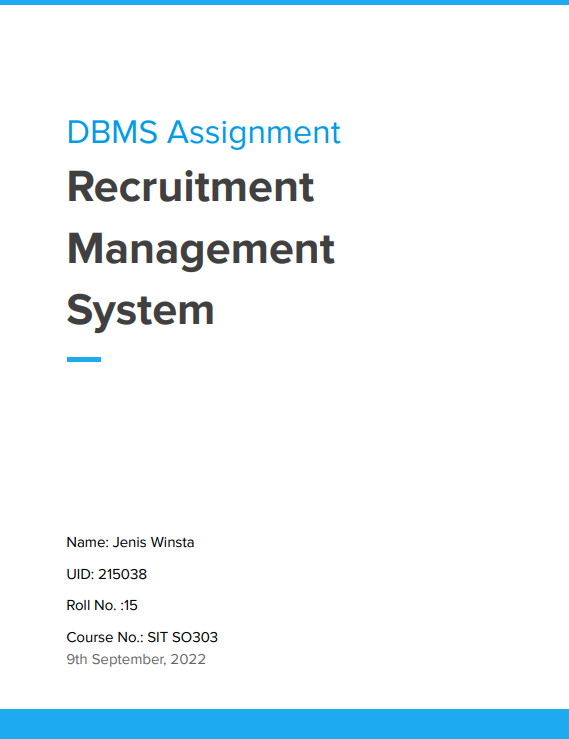 DBMS Assignment
Recruitment
Management
System
Name: Jenis Winsta
UID: 215038
Roll No. :15
Course No.: SIT SO303
9th September, 2022